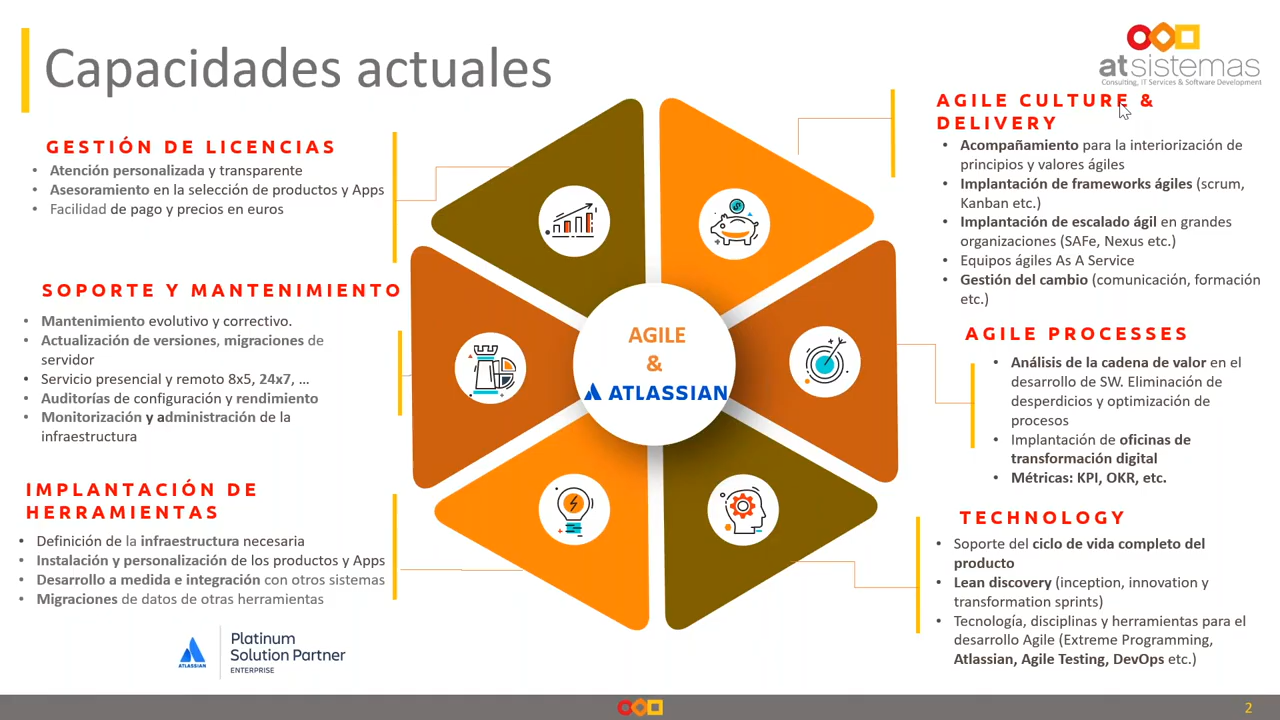 Capacidades actuales
atsistemas
Consulting, IT Services & Software Development
GESTIÓN DE LICENCIAS
• Atención personalizada y transparente
• Asesoramiento en la selección de productos y Apps
• Facilidad de pago y precios en euros
SOPORTE Y MANTENIMIENTO
• Mantenimiento evolutivo y correctivo.
• Actualización de versiones, migraciones de
servidor
• Servicio presencial y remoto 8x5, 24x7, ...
• Auditorías de configuración y rendimiento
• Monitorización y administración de la
infraestructura
IMPLANTACIÓN DE
HERRAMIENTAS
• Definición de la infraestructura necesaria
• Instalación y personalización de los productos y Apps
• Desarrollo a medida e integración con otros sistemas
• Migraciones de datos de otras herramientas
ATLASSIAN
Platinum
Solution Partner
ENTERPRISE
AGILE
&
ATLASSIAN
AGILE CULTURE &
DELIVERY
• Acompañamiento para la interiorización de
principios y valores ágiles
• Implantación de frameworks ágiles (scrum,
Kanban etc.)
• Implantación de escalado ágil en grandes
organizaciones (SAFe, Nexus etc.)
• Equipos ágiles As A Service
• Gestión del cambio (comunicación, formación
etc.)
AGILE PROCESSES
• Análisis de la cadena de valor en el
desarrollo de SW. Eliminación de
desperdicios y optimización de
procesos
• Implantación de oficinas de
transformación digital
• Métricas: KPI, OKR, etc.
TECHNOLOGY
• Soporte del ciclo de vida completo del
producto
• Lean discovery (inception, innovation y
transformation sprints)
• Tecnología, disciplinas y herramientas para el
desarrollo Agile (Extreme Programming,
Atlassian, Agile Testing, DevOps etc.)
2